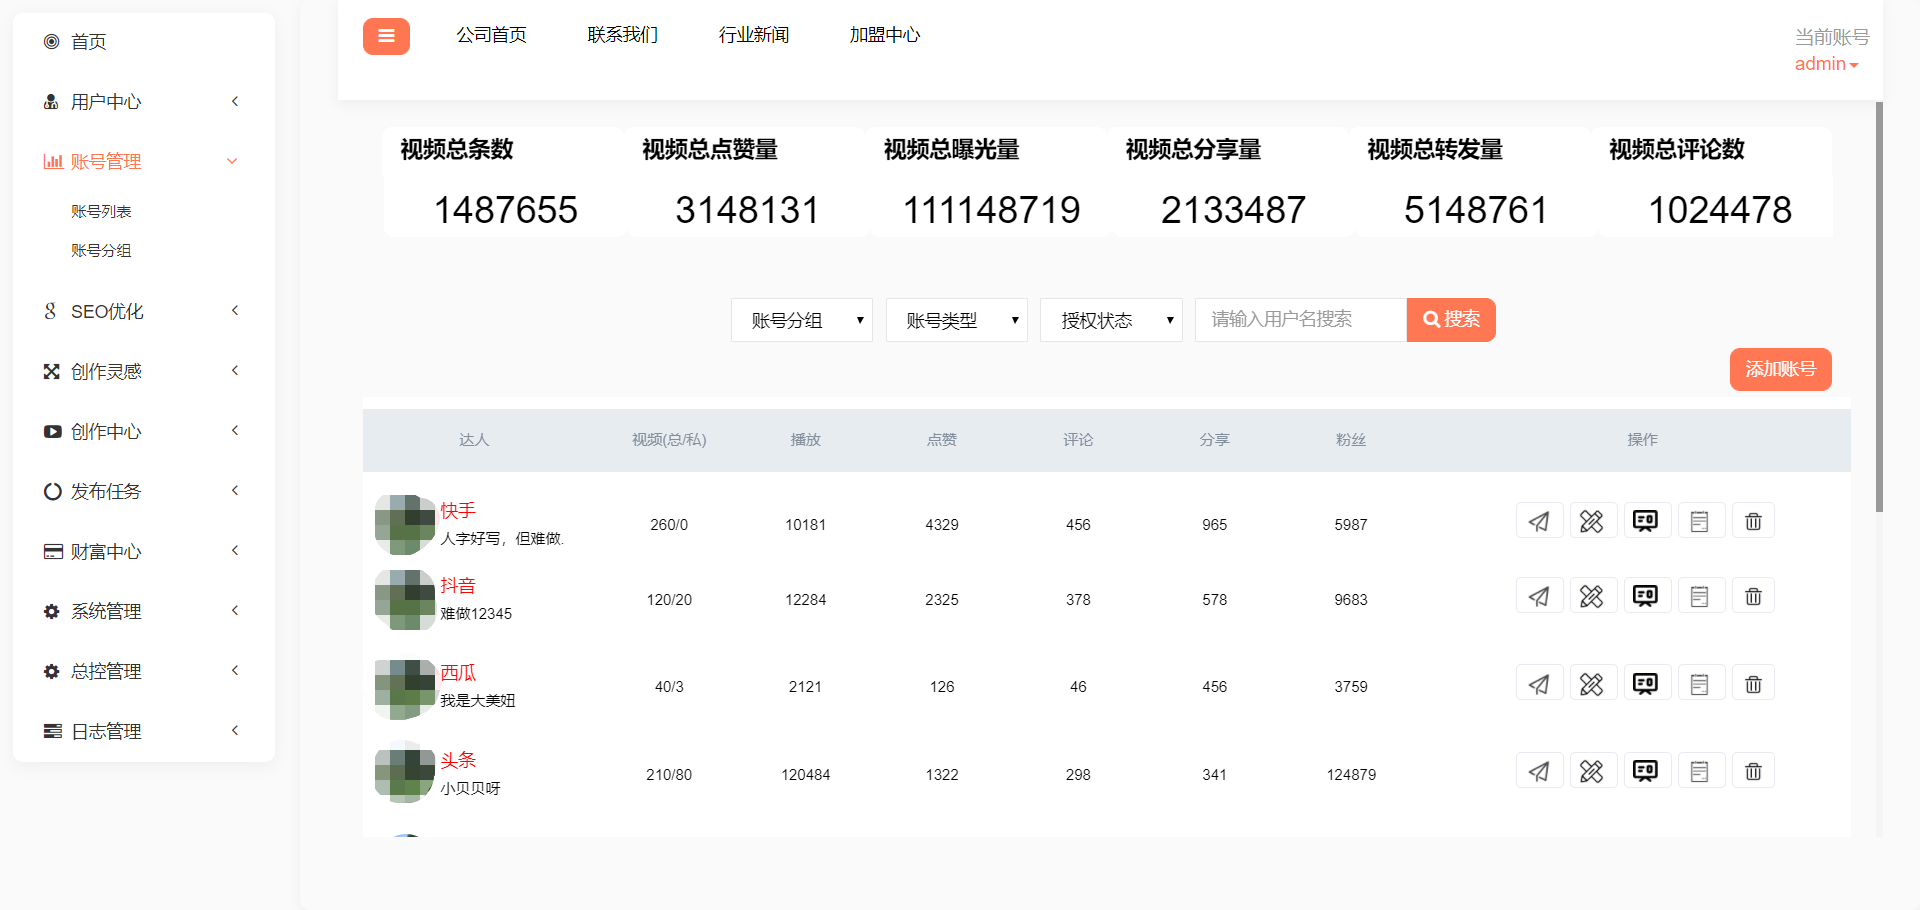 首页
用户中心
账号管理
账号列表
账号分组
SEO优化
创作灵感
创作中心
发布任务
财富中心
系统管理
总控管理
日志管理
公司首页 联系我们 行业新闻 加盟中心
当前账号
admin
视频总条数 视频总点赞量 视频总曝光量 视频总分享量 视频总转发量 视频总评论数
1487655 3148131 111148719 2133487 5148761 1024478
账号分组 账号类型 授权状态 请输入用户名搜索 搜索
添加账号
达人 视频(总/私) 播放 点赞 评论 分享 粉丝 操作
快手
人字好写，但难做. 260/0 10181 4329 456 965 5987
抖音
难做12345 120/20 12284 2325 378 578 9683
西瓜
我是大美妞 40/3 2121 126 46 456 3759
头条
小贝贝呀 210/80 120484 1322 298 341 124879